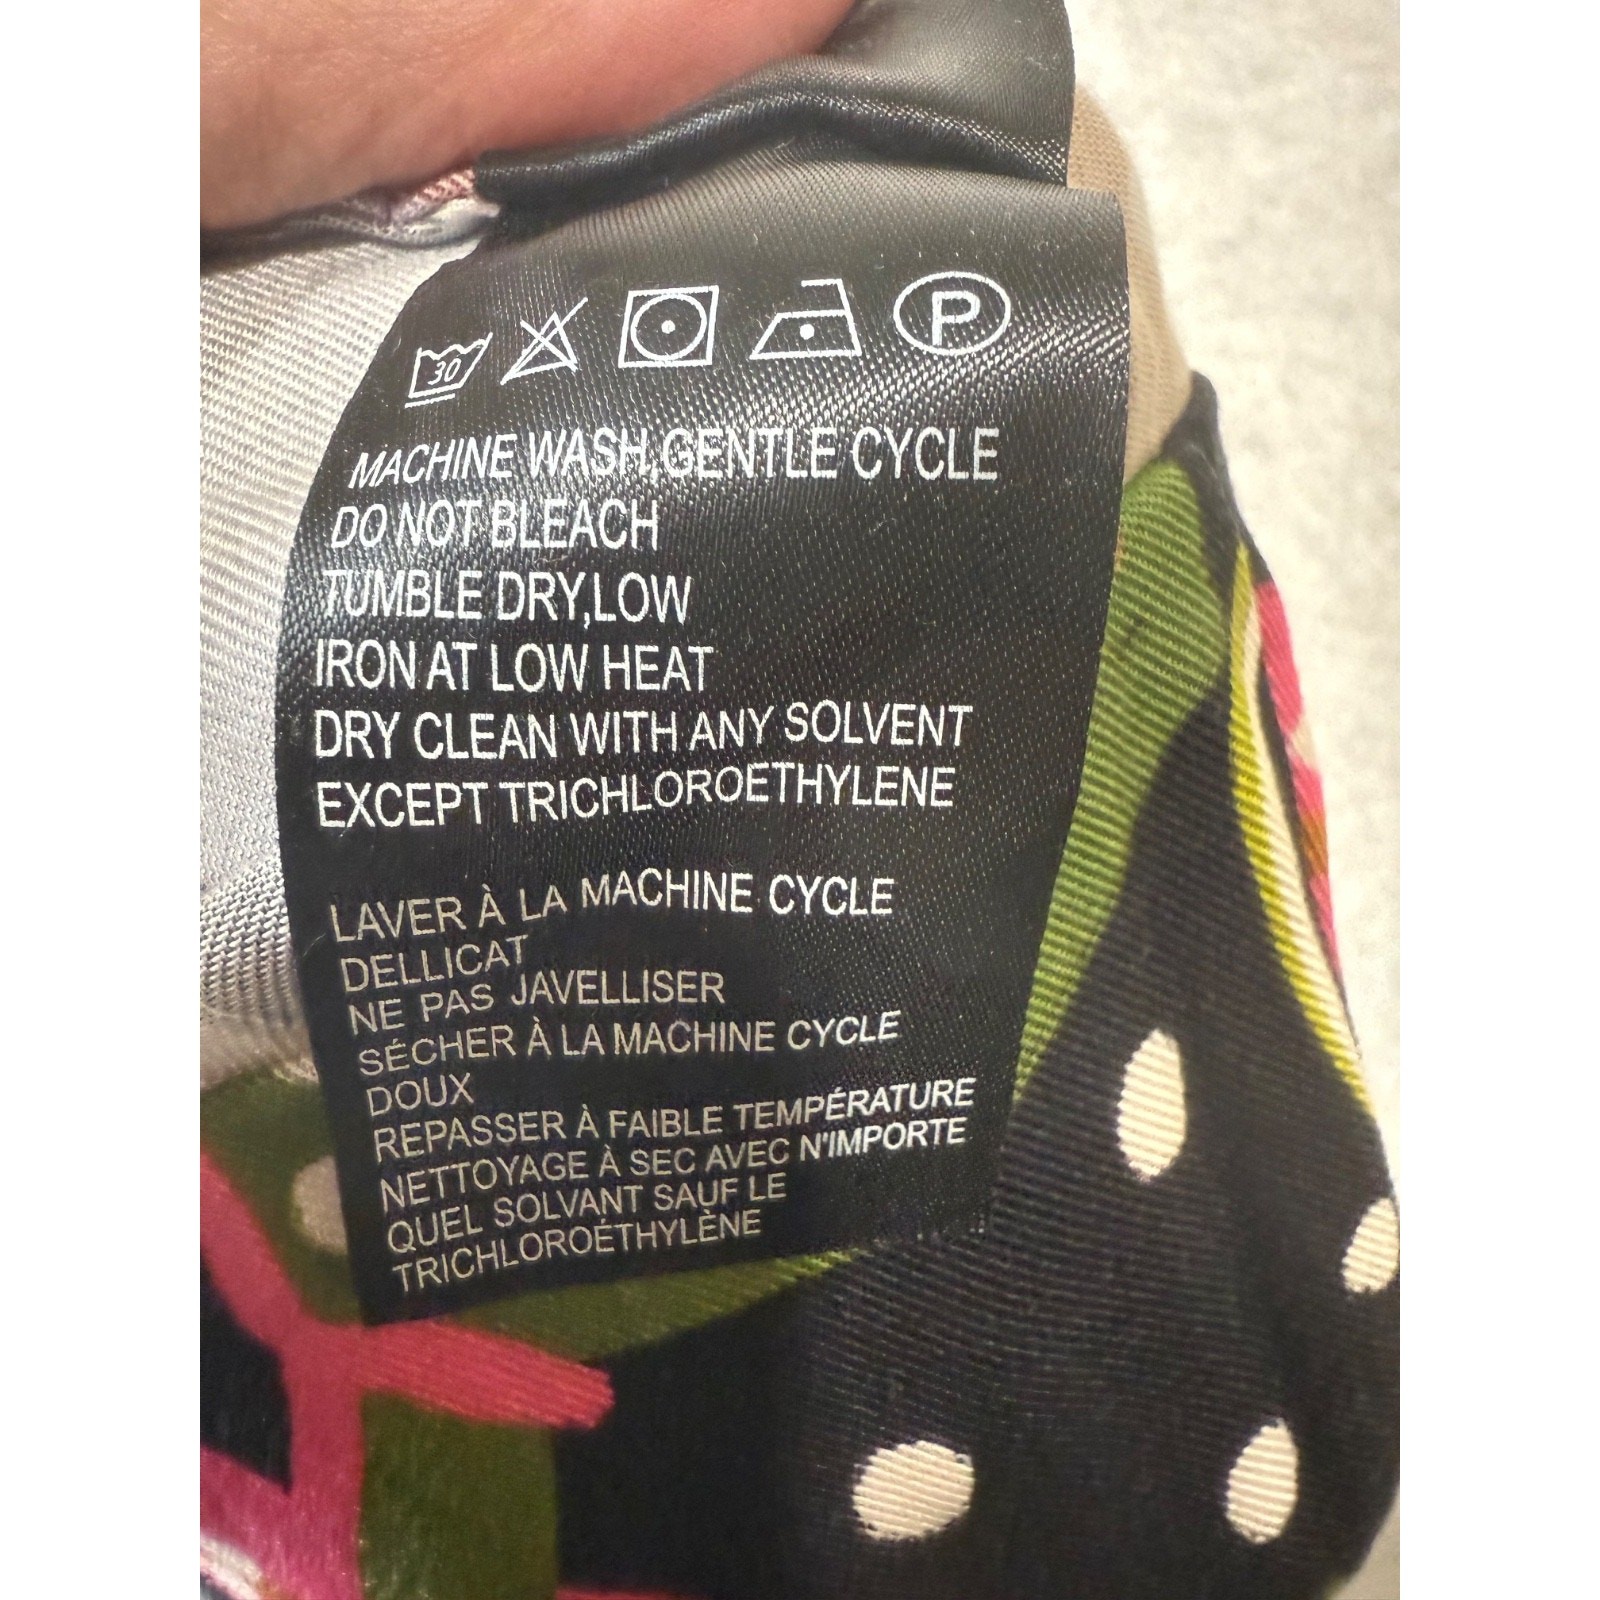 30 P
MACHINE WASH,GENTLE CYCLE
DO NOT BLEACH
TUMBLE DRY,LOW
IRON AT LOW HEAT
DRY CLEAN WITH ANY SOLVENT
EXCEPT TRICHLOROETHYLENE
LAVER À LA MACHINE CYCLE
DELLICAT
NE PAS JAVELLISER
SÉCHER À LA MACHINE CYCLE
DOUX
REPASSER À FAIBLE TEMPÉRATURE
NETTOYAGE À SEC AVEC N'IMPORTE
QUEL SOLVANT SAUF LE
TRICHLOROÉTHYLÈNE